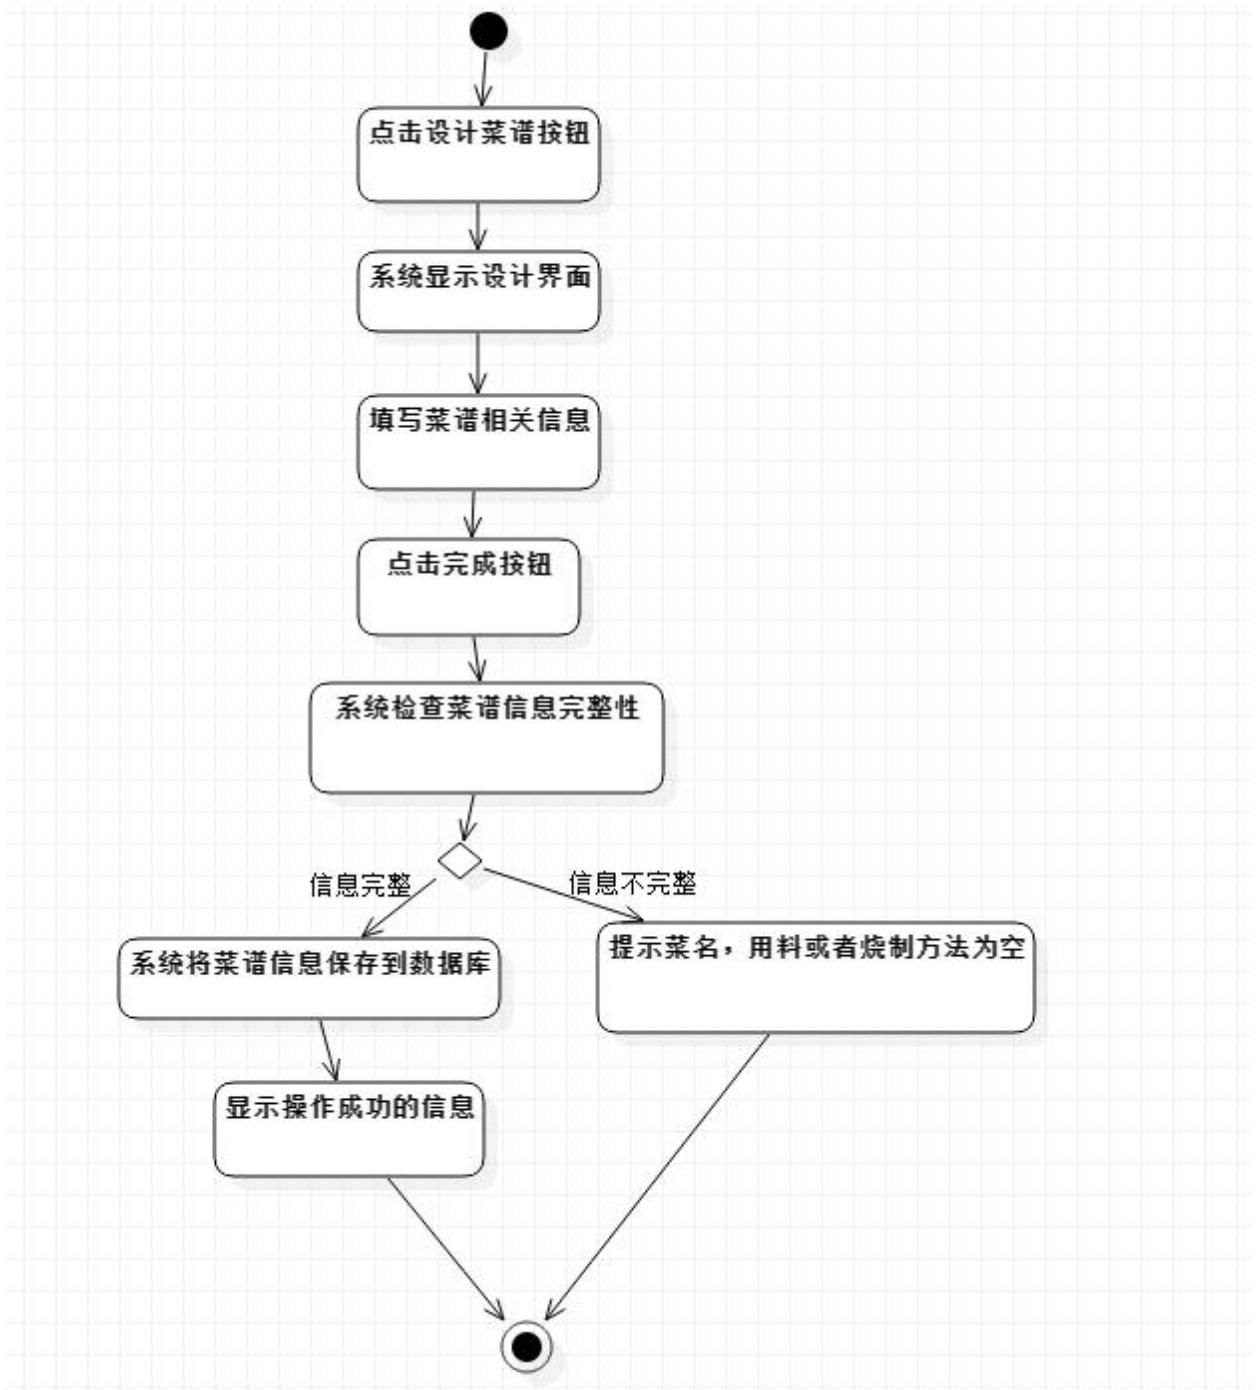 点击设计菜谱按钮
系统显示设计界面
填写菜谱相关信息
点击完成按钮
系统检查菜谱信息完整性
信息完整
信息不完整
系统将菜谱信息保存到数据库
提示菜名，用料或者烧制方法为空
显示操作成功的信息